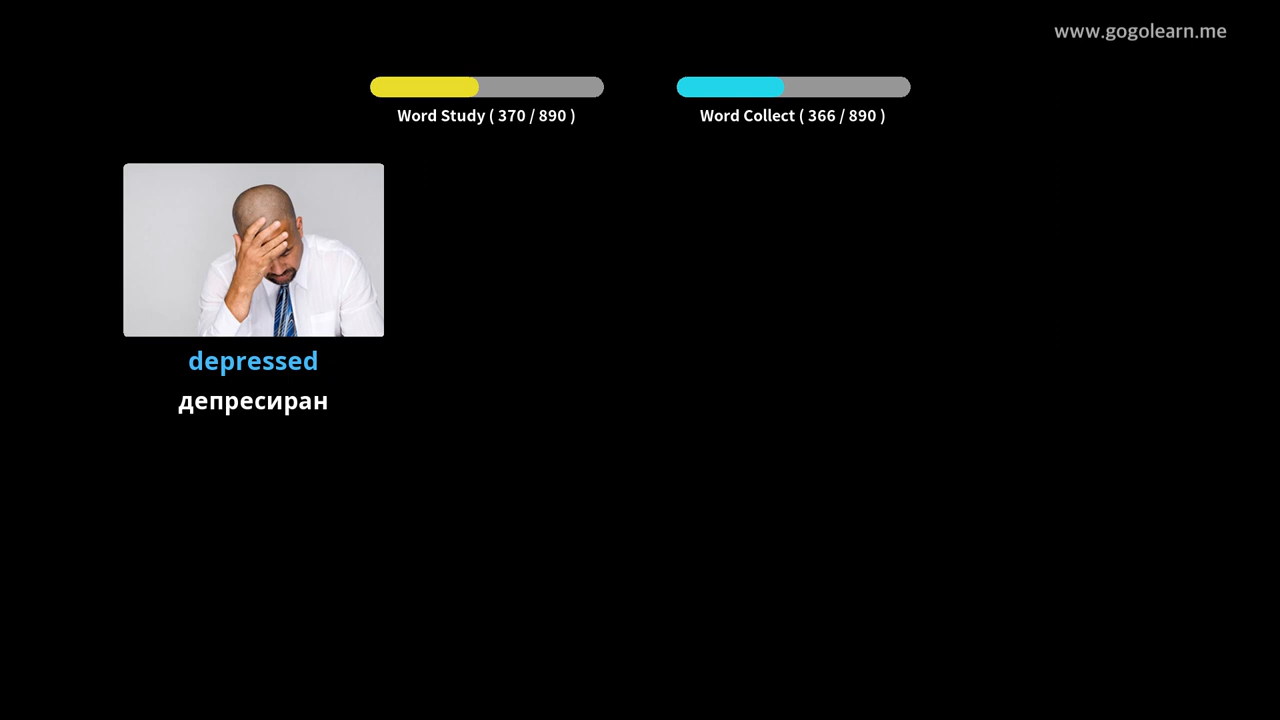 www.gogolearn.me
Word Study ( 370 / 890 )
Word Collect ( 366 / 890 )
depressed
депресиран